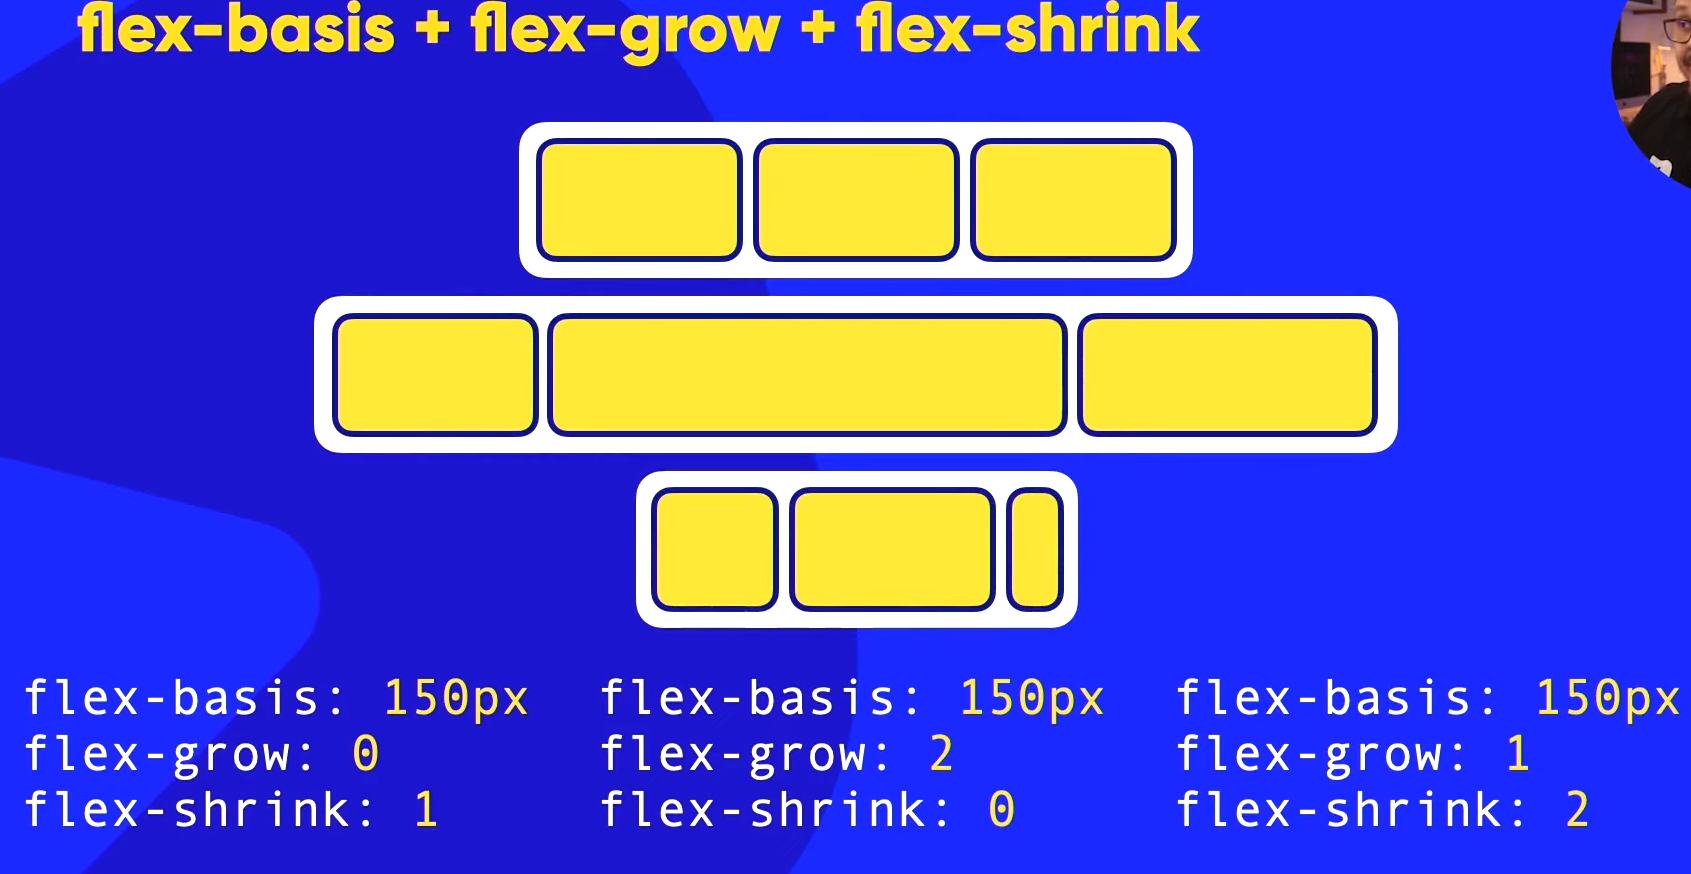 flex-basis + flex-grow + flex-shrink
flex-basis: 150px
flex-grow: 0
flex-shrink: 1
flex-basis: 150px
flex-grow: 2
flex-shrink: 0
flex-basis: 150px
flex-grow: 1
flex-shrink: 2